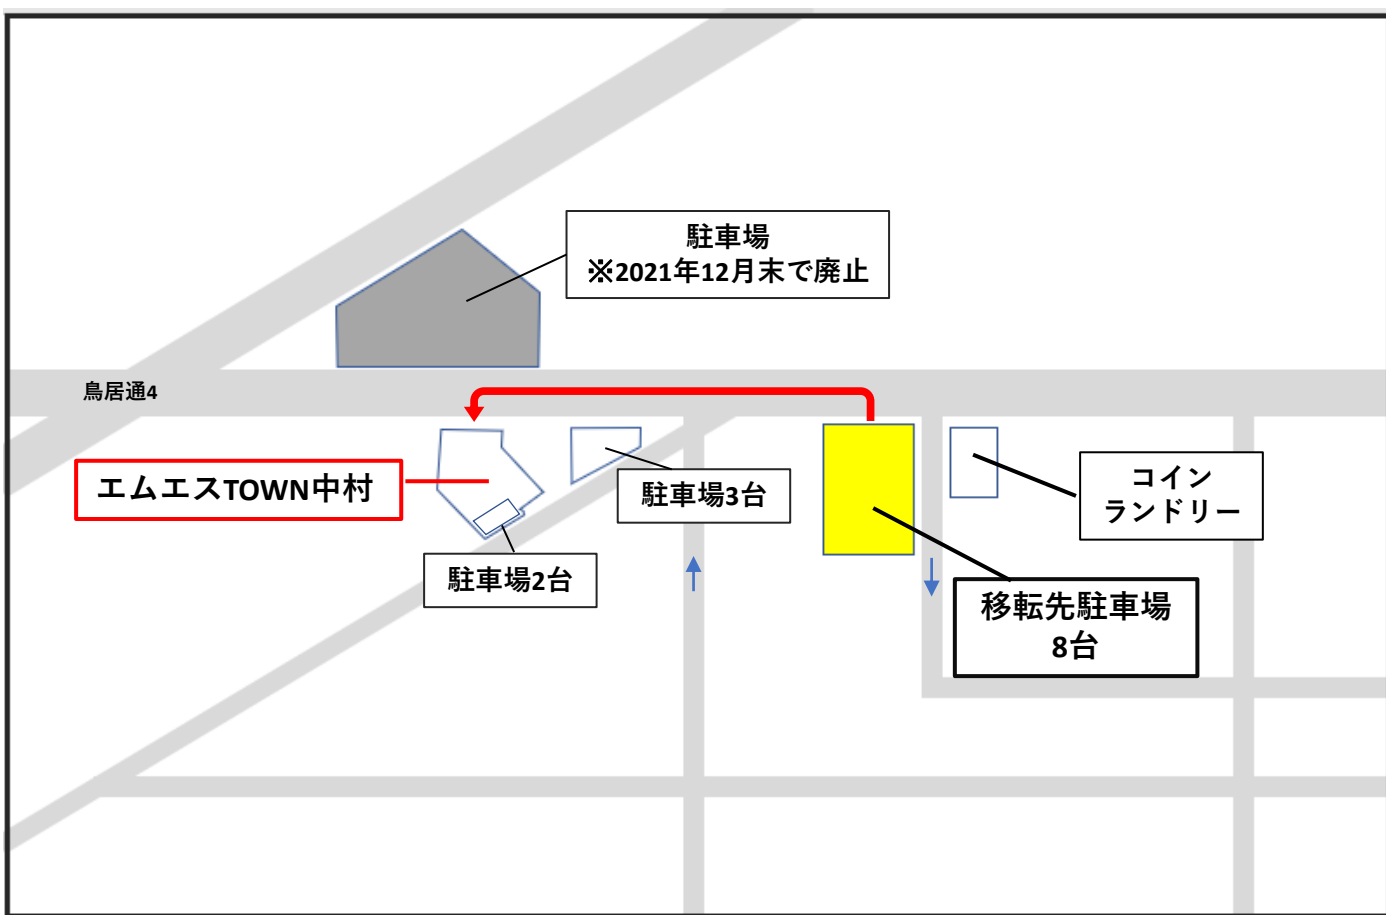 駐車場
※2021年12月末で廃止
鳥居通4
エムエスTOWN中村
駐車場3台
コイン
ランドリー
駐車場2台
移転先駐車場
8台